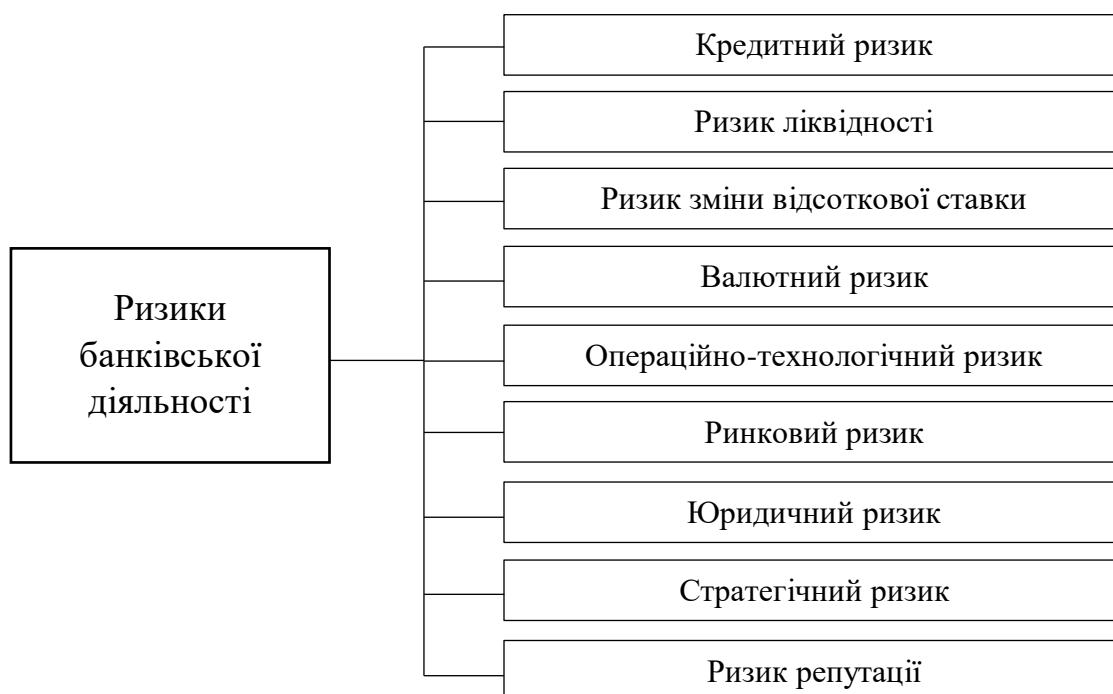 Кредитний ризик
Ризик ліквідності
Ризик зміни відсоткової ставки
Валютний ризик
Ризики
банківської
діяльності
Операційно-технологічний ризик
Ринковий ризик
Юридичний ризик
Стратегічний ризик
Ризик репутації